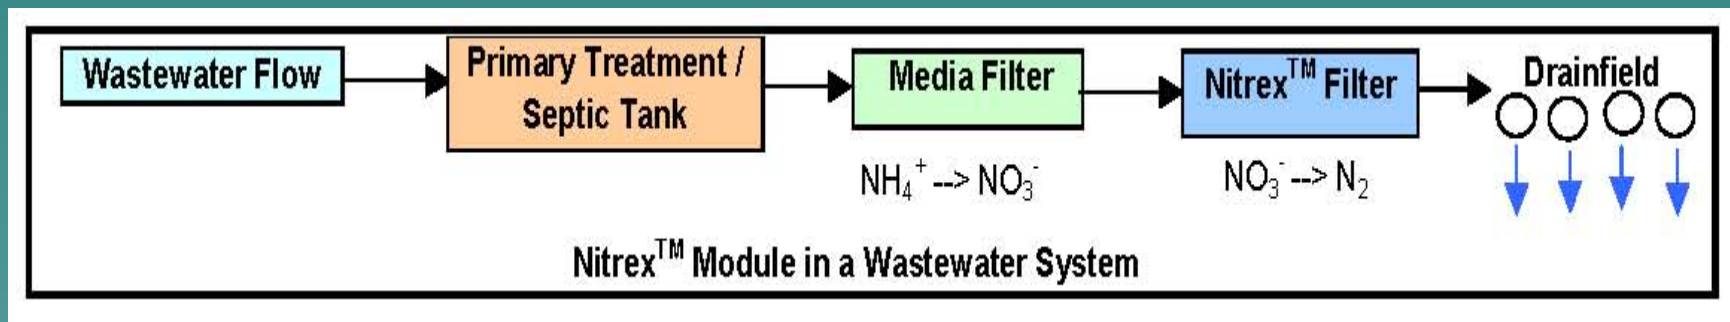 Wastewater Flow
Primary Treatment /
Septic Tank
Media Filter
Nitrex™ Filter
Drainfield
NH₄⁺ --> NO₃⁻
NO₃⁻ --> N₂
Nitrex™ Module in a Wastewater System